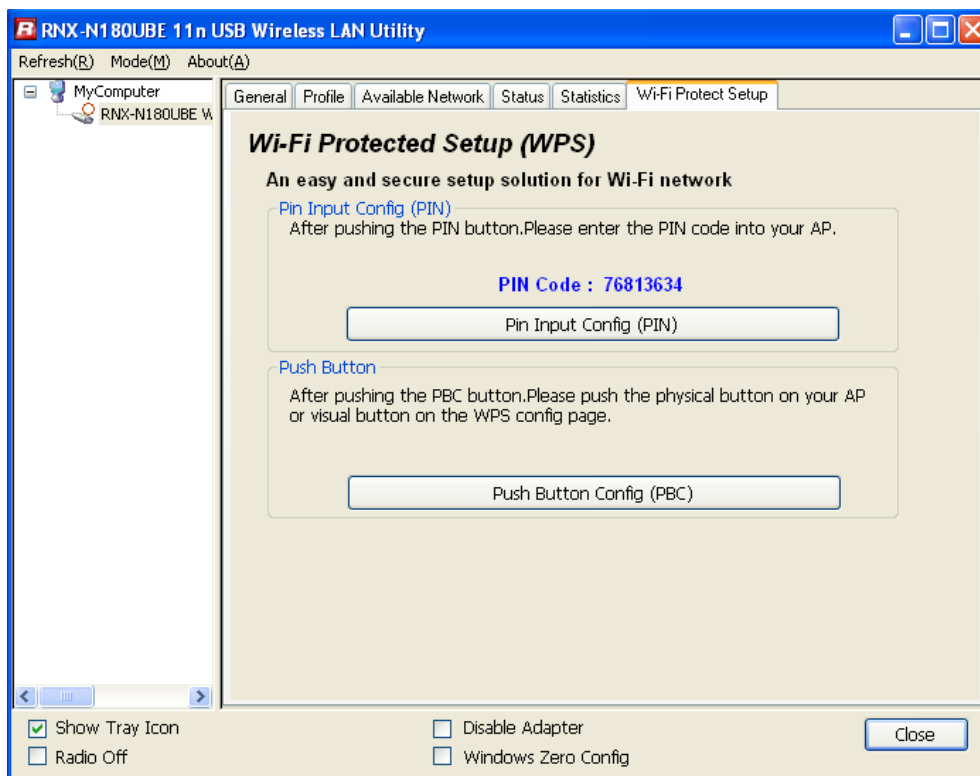 RNX-N180UBE 11n USB Wireless LAN Utility
Refresh(R) Mode(M) About(A)
MyComputer
RNX-N180UBE W
General Profile Available Network Status Statistics Wi-Fi Protect Setup
Wi-Fi Protected Setup (WPS)
An easy and secure setup solution for Wi-Fi network
Pin Input Config (PIN)
After pushing the PIN button.Please enter the PIN code into your AP.
PIN Code : 76813634
Pin Input Config (PIN)
Push Button
After pushing the PBC button.Please push the physical button on your AP
or visual button on the WPS config page.
Push Button Config (PBC)
Show Tray Icon
Disable Adapter
Close
Radio Off
Windows Zero Config